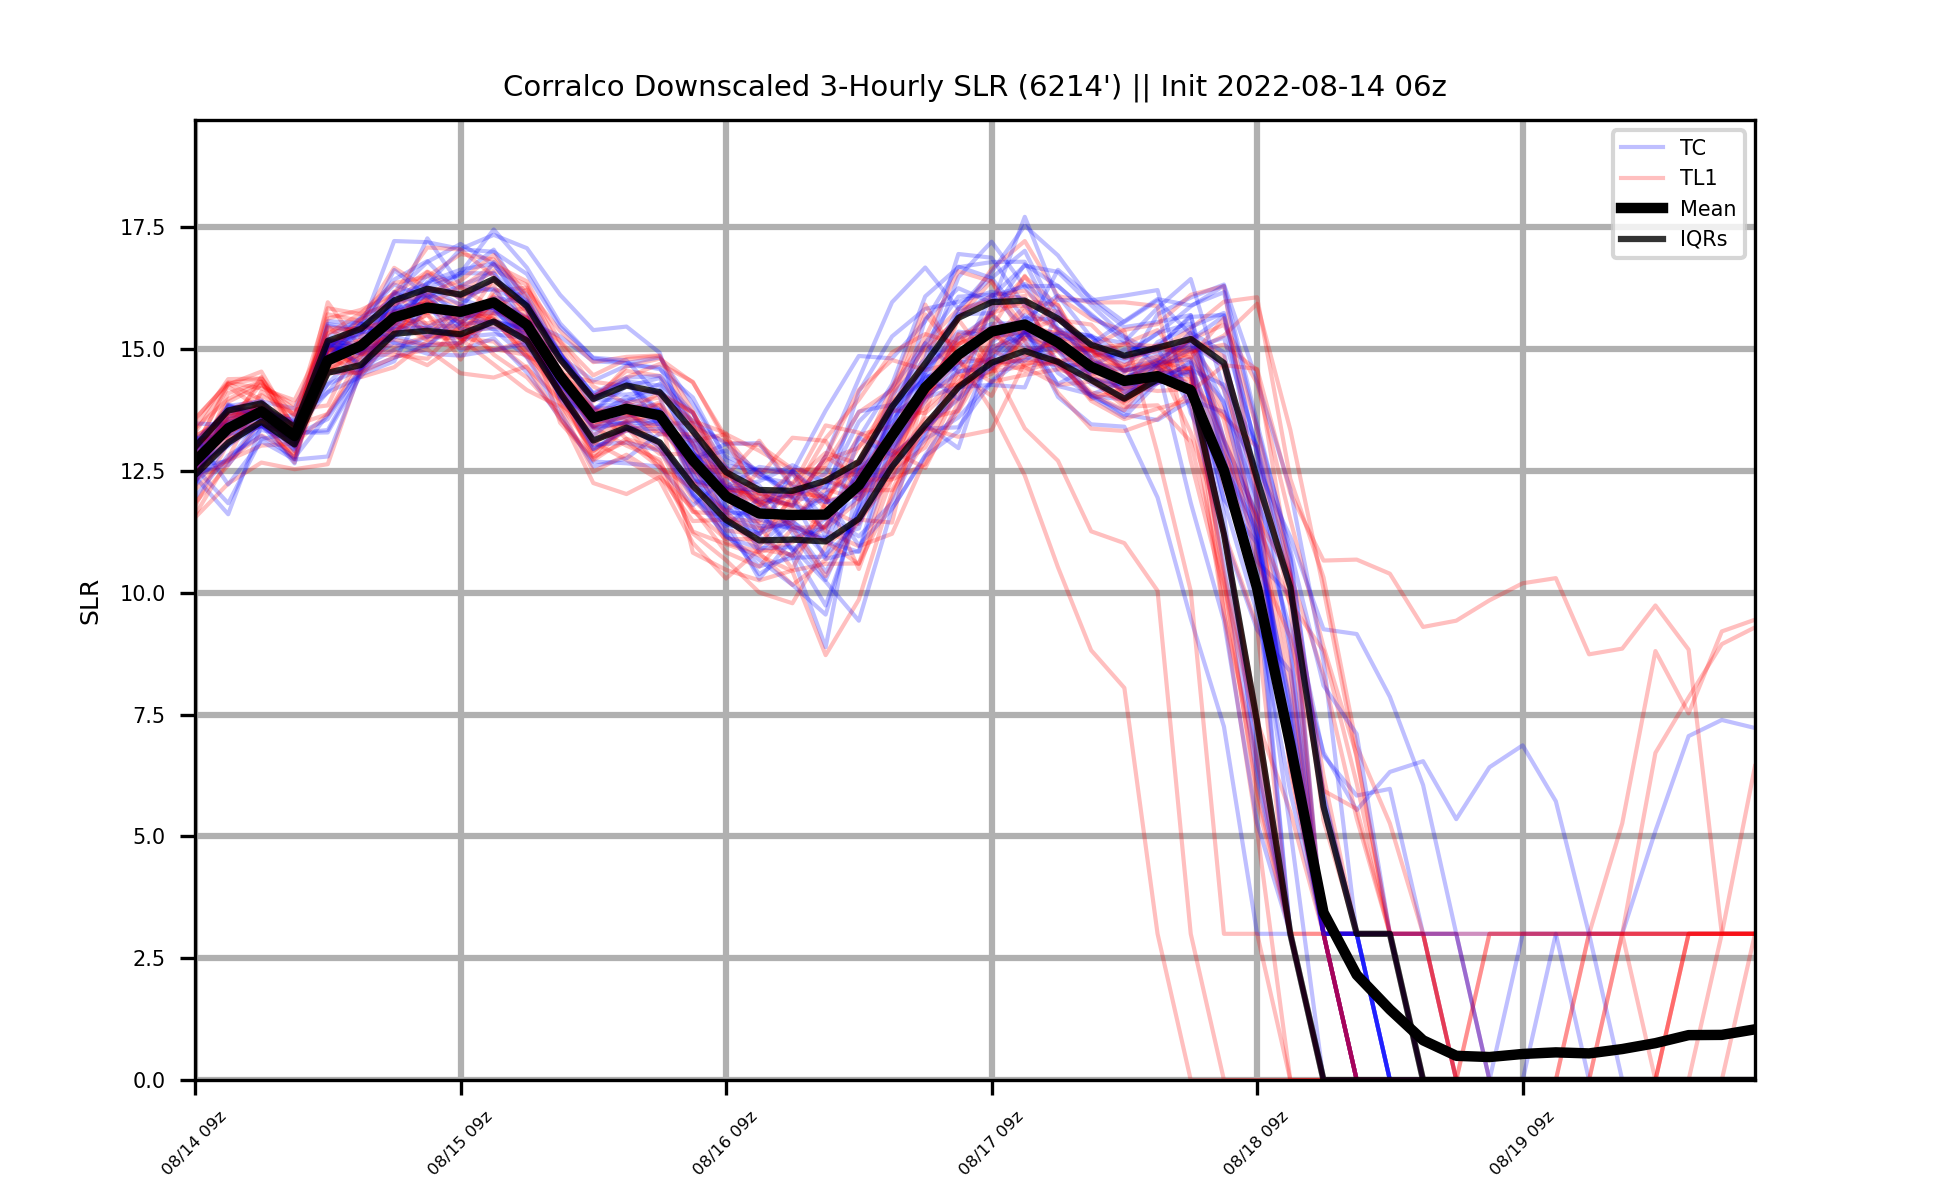 Corralco Downscaled 3-Hourly SLR (6214') || Init 2022-08-14 06z
TC
TL1
Mean
IQRs
SLR
17.5
15.0
12.5
10.0
7.5
5.0
2.5
0.0
08/14 09z
08/15 09z
08/16 09z
08/17 09z
08/18 09z
08/19 09z